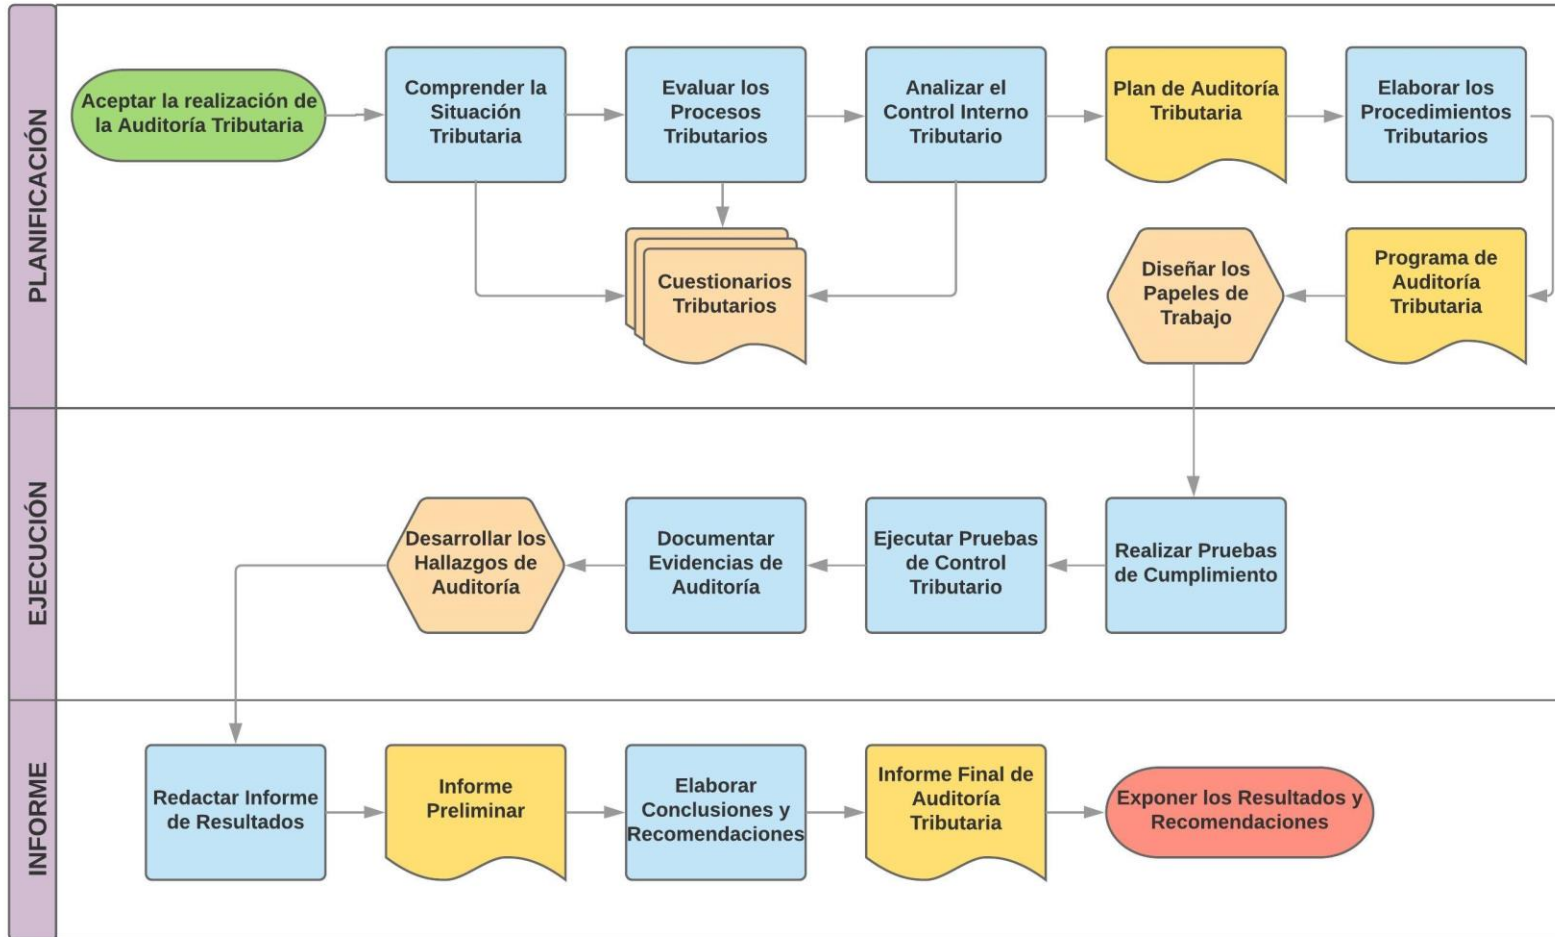 PLANIFICACIÓN
Aceptar la realización de
la Auditoría Tributaria
Comprender la
Situación
Tributaria
Evaluar los
Procesos
Tributarios
Analizar el
Control Interno
Tributario
Plan de Auditoría
Tributaria
Elaborar los
Procedimientos
Tributarios
Cuestionarios
Tributarios
Diseñar los
Papeles de
Trabajo
Programa de
Auditoría
Tributaria
EJECUCIÓN
Desarrollar los
Hallazgos de
Auditoría
Documentar
Evidencias de
Auditoría
Ejecutar Pruebas
de Control
Tributario
Realizar Pruebas
de Cumplimiento
INFORME
Redactar Informe
de Resultados
Informe
Preliminar
Elaborar
Conclusiones y
Recomendaciones
Informe Final de
Auditoría
Tributaria
Exponer los Resultados y
Recomendaciones